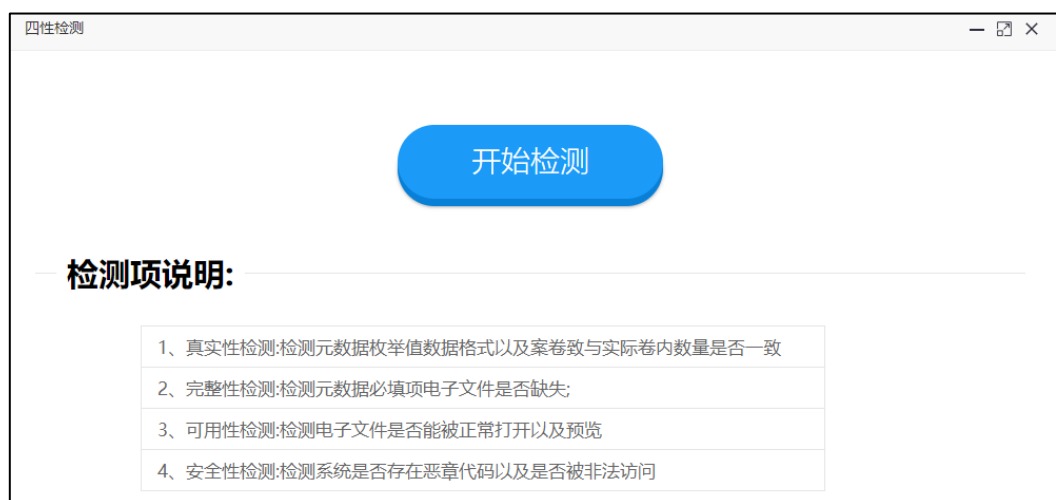 四性检测
开始检测
检测项说明:
1、真实性检测:检测元数据枚举值数据格式以及案卷致与实际卷内数量是否一致
2、完整性检测:检测元数据必填项电子文件是否缺失;
3、可用性检测:检测电子文件是否能被正常打开以及预览
4、安全性检测:检测系统是否存在恶章代码以及是否被非法访问